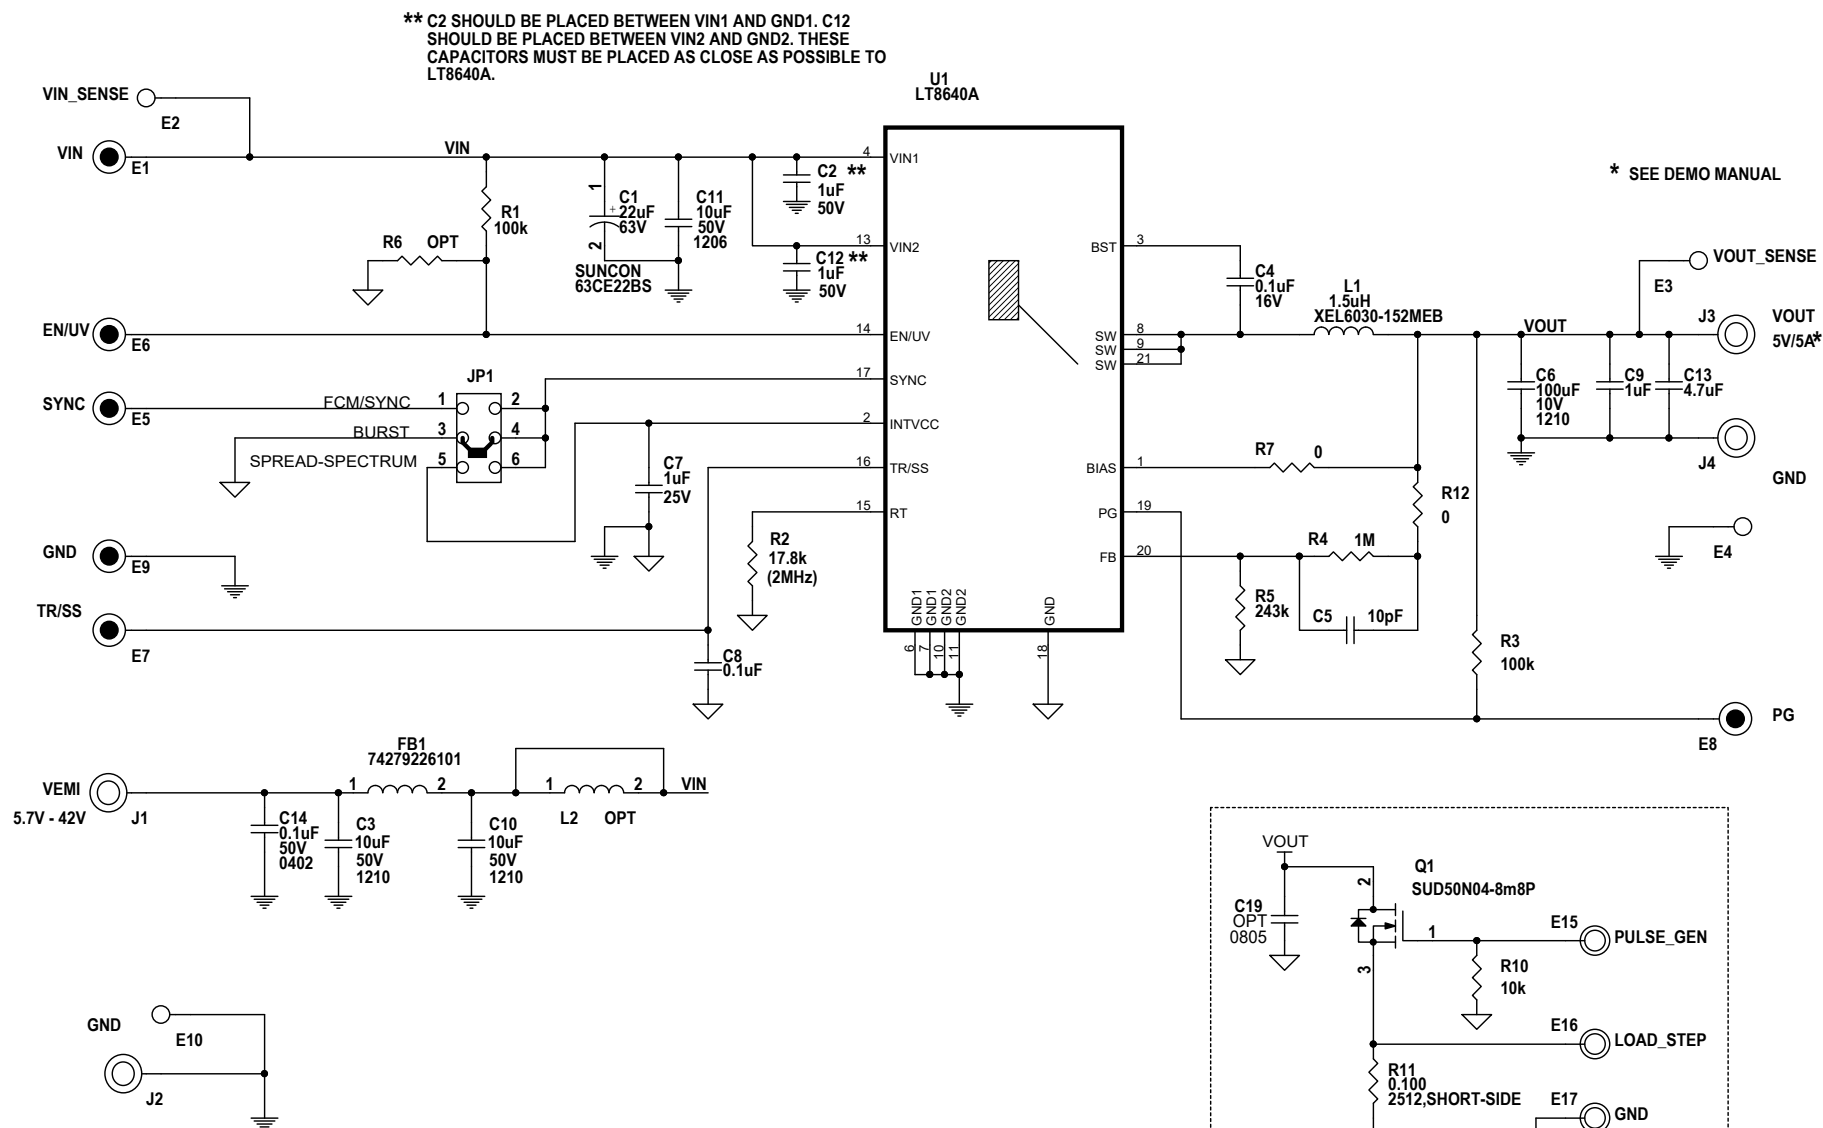 ** C2 SHOULD BE PLACED BETWEEN VIN1 AND GND1. C12
SHOULD BE PLACED BETWEEN VIN2 AND GND2. THESE
CAPACITORS MUST BE PLACED AS CLOSE AS POSSIBLE TO
LT8640A.
U1
LT8640A
VIN_SENSE
E2
VIN
E1
VIN
R1
100k
R6 OPT
1
+
2
C1
22uF
63V
SUNCON
63CE22BS
C11
10uF
50V
1206
C2 **
1uF
50V
C12 **
1uF
50V
4 VIN1
13 VIN2
14 EN/UV
17 SYNC
2 INTVCC
16 TR/SS
15 RT
EN/UV
E6
SYNC
E5
JP1
FCM/SYNC 1 2
BURST 3 4
SPREAD-SPECTRUM 5 6
C7
1uF
25V
R2
17.8k
(2MHz)
GND
E9
TR/SS
E7
C8
0.1uF
GND1
GND1
GND2
GND2
GND
6
7
10
11
18
BST 3
SW 8
SW 9
SW 21
BIAS 1
PG 19
FB 20
C4
0.1uF
16V
L1
1.5uH
XEL6030-152MEB
* SEE DEMO MANUAL
VOUT_SENSE
E3
VOUT
J3
VOUT
5V/5A*
C6
100uF
10V
1210
C9
1uF
C13
4.7uF
J4
GND
E4
R7 0
R12
0
R4 1M
R5
243k
C5 10pF
R3
100k
PG
E8
VEMI
5.7V - 42V
J1
C14
0.1uF
50V
0402
C3
10uF
50V
1210
FB1
74279226101
1 2
C10
10uF
50V
1210
1 2
L2 OPT
VIN
GND
E10
J2
VOUT
C19
OPT
0805
Q1
SUD50N04-8m8P
2
1
3
E15
PULSE_GEN
R10
10k
E16
LOAD_STEP
R11
0.100
2512,SHORT-SIDE
E17
GND